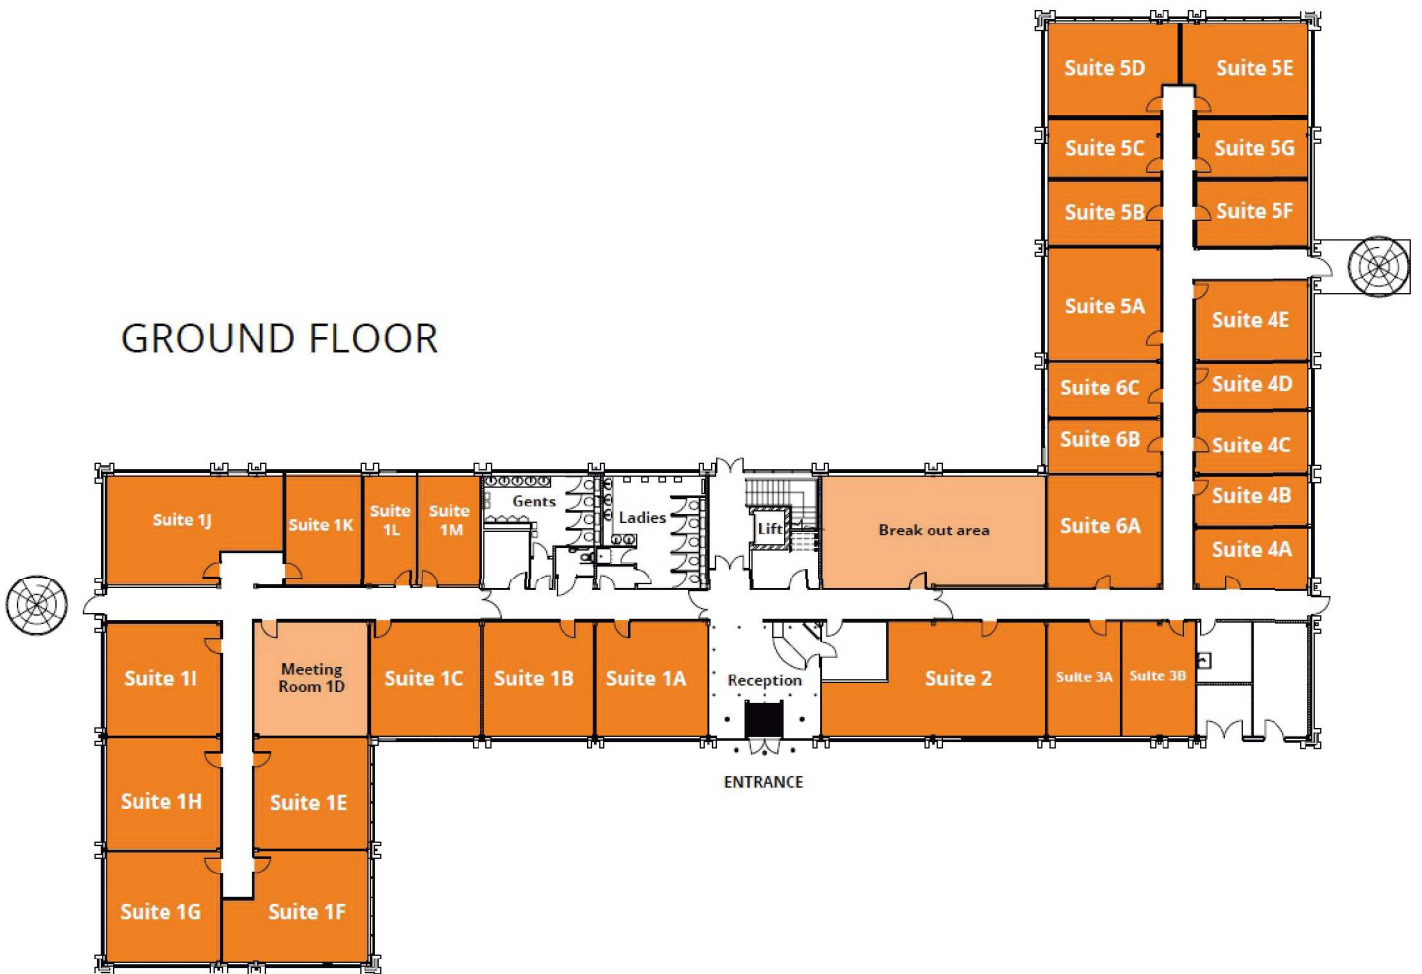 Suite 5D
Suite 5E
Suite 5C
Suite 5G
Suite 5B
Suite 5F
Suite 5A
Suite 4E
GROUND FLOOR
Suite 6C
Suite 4D
Suite 6B
Suite 4C
Suite 4B
Suite 1J
Suite 1K
Suite
1L
Suite
1M
Gents
Ladies
Lift
Break out area
Suite 6A
Suite 4A
Suite 1I
Meeting
Room 1D
Suite 1C
Suite 1B
Suite 1A
Reception
Suite 2
Suite 3A
Suite 3B
ENTRANCE
Suite 1H
Suite 1E
Suite 1G
Suite 1F